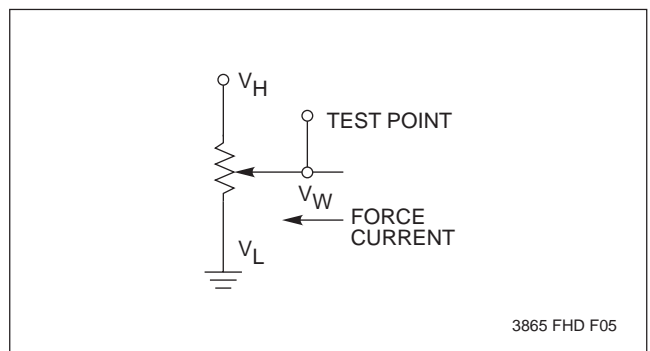 VH
TEST POINT
VW
FORCE
CURRENT
VL
3865 FHD F05